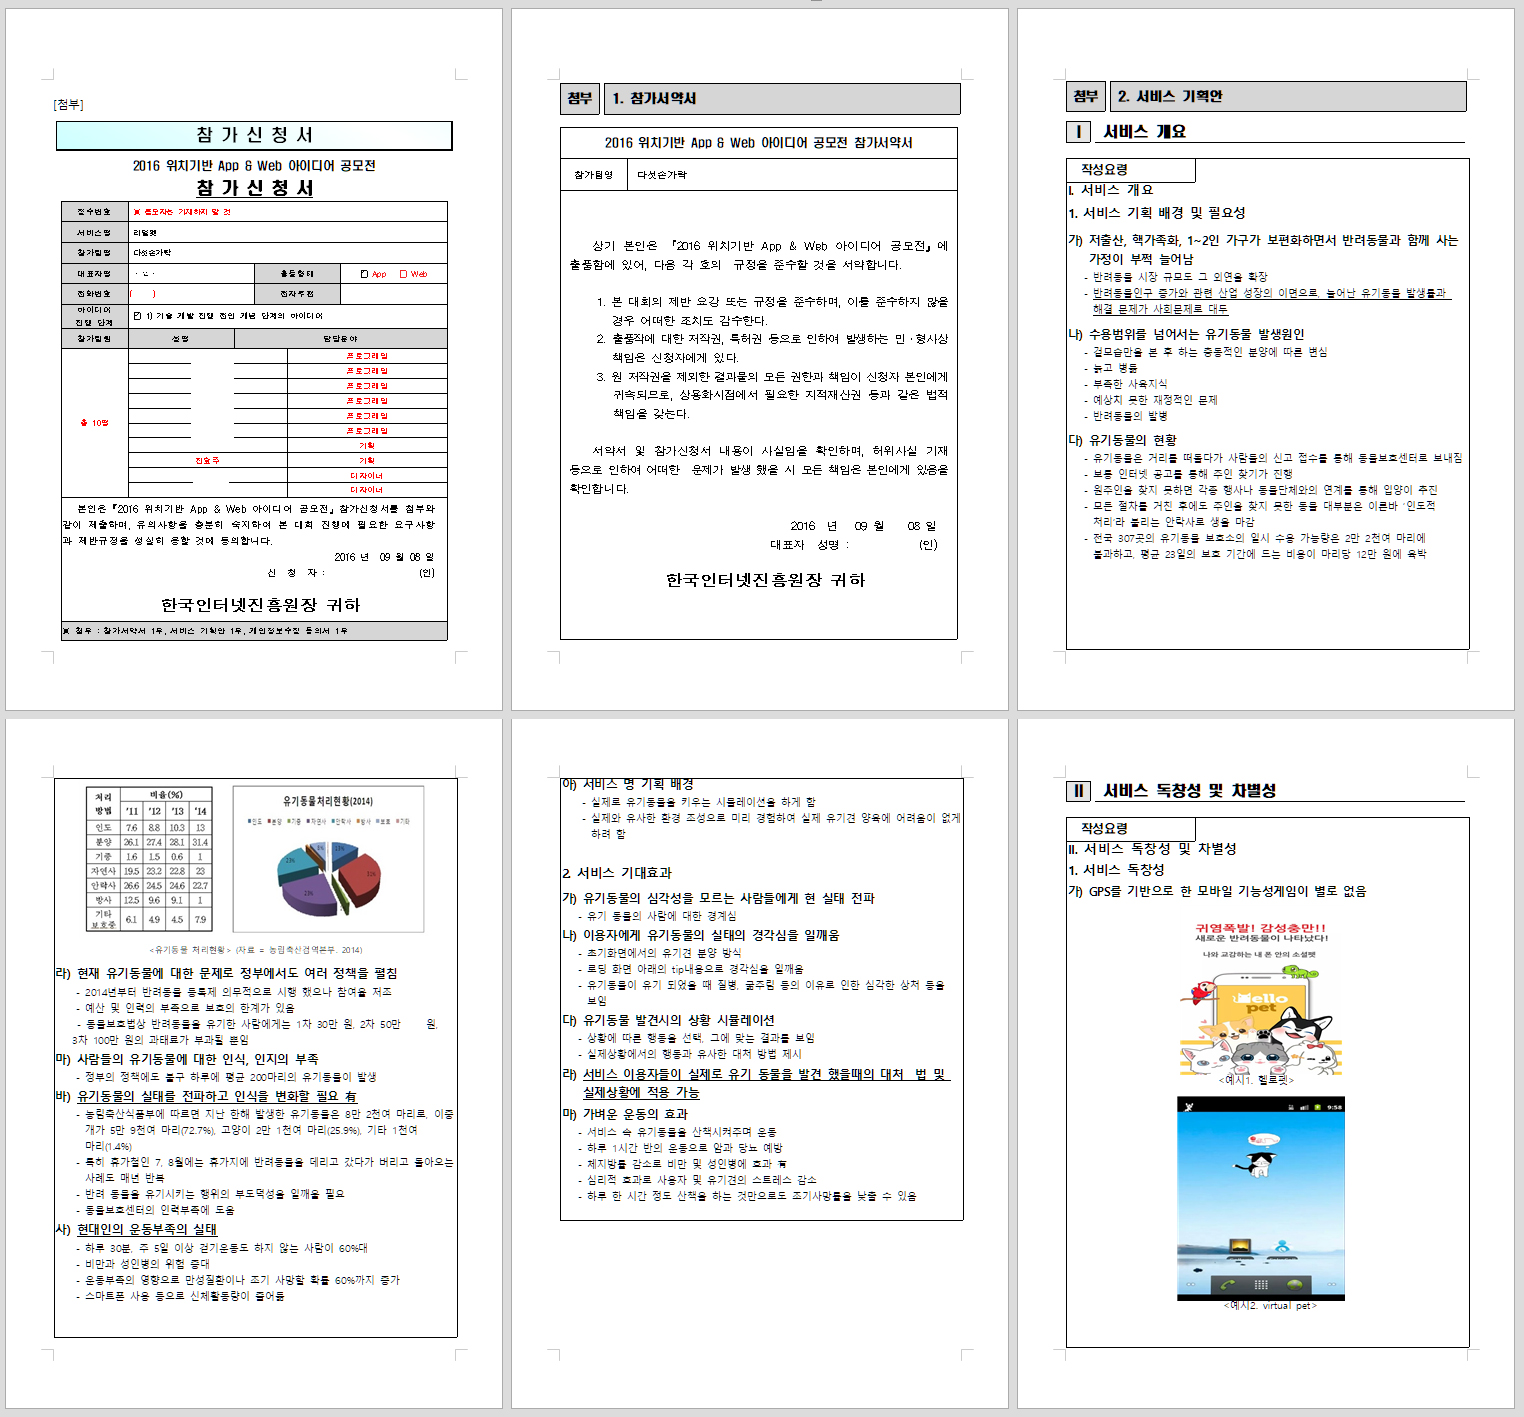 [첨부]
참 가 신 청 서
2016 위치기반 App & Web 아이디어 공모전
참 가 신 청 서
접수번호
※ 응모자는 기재하지 말 것
서비스명
리얼펫
참가팀명
다섯손가락
대표자명
출품형태
App
Web
전화번호
( )
전자우편
아이디어
진행 단계
1) 기술 개발 진행 전인 개념 단계의 아이디어
참가팀원
성명
담당분야
총 10명
프로그래밍
프로그래밍
프로그래밍
프로그래밍
프로그래밍
프로그래밍
기획
진효주
기획
디자이너
디자이너
본인은 『2016 위치기반 App & Web 아이디어 공모전』 참가신청서를 첨부와
같이 제출하며, 유의사항을 충분히 숙지하여 본 대회 진행에 필요한 요구사항
과 제반규정을 성실히 응할 것에 동의합니다.
2016 년 09 월 08 일
신 청 자 : (인)
한국인터넷진흥원장 귀하
※ 첨부 : 참가서약서 1부, 서비스 기획안 1부, 개인정보수집 동의서 1부
첨부
1. 참가서약서
2016 위치기반 App & Web 아이디어 공모전 참가서약서
참가팀명
다섯손가락
상기 본인은 『2016 위치기반 App & Web 아이디어 공모전』에
출품함에 있어, 다음 각 호의 규정을 준수할 것을 서약합니다.
1. 본 대회의 제반 요강 또는 규정을 준수하며, 이를 준수하지 않을
경우 어떠한 조치도 감수한다.
2. 출품작에 대한 저작권, 특허권 등으로 인하여 발생하는 민·형사상
책임은 신청자에게 있다.
3. 원 저작권을 제외한 결과물의 모든 권한과 책임이 신청자 본인에게
귀속되므로, 상용화시점에서 필요한 지적재산권 등과 같은 법적
책임을 갖는다.
서약서 및 참가신청서 내용이 사실임을 확인하며, 허위사실 기재
등으로 인하여 어떠한 문제가 발생 했을 시 모든 책임은 본인에게 있음을
확인합니다.
2016 년 09 월 08 일
대표자 성명 : (인)
한국인터넷진흥원장 귀하
첨부
2. 서비스 기획안
I 서비스 개요
작성요령
I. 서비스 개요
1. 서비스 기획 배경 및 필요성
가) 저출산, 핵가족화, 1~2인 가구가 보편화하면서 반려동물과 함께 사는
가정이 부쩍 늘어남
- 반려동물 시장 규모도 그 외연을 확장
- 반려동물인구 증가와 관련 산업 성장의 이면으로, 늘어난 유기동물 발생률과
해결 문제가 사회문제로 대두
나) 수용범위를 넘어서는 유기동물 발생원인
- 겉모습만을 본 후 하는 충동적인 분양에 따른 변심
- 늙고 병듦
- 부족한 사육지식
- 예상치 못한 재정적인 문제
- 반려동물의 발병
다) 유기동물의 현황
- 유기동물은 거리를 떠돌다가 사람들의 신고 접수를 통해 동물보호센터로 보내짐
- 보통 인터넷 공고를 통해 주인 찾기가 진행
- 원주인을 찾지 못하면 각종 행사나 동물단체와의 연계를 통해 입양이 추진
- 모든 절차를 거친 후에도 주인을 찾지 못한 동물 대부분은 이른바 '인도적
처리'라 불리는 안락사로 생을 마감
- 전국 307곳의 유기동물 보호소의 일시 수용 가능량은 2만 2천여 마리에
불과하고, 평균 23일의 보호 기간에 드는 비용이 마리당 12만 원에 육박
처리 방법 비율(%)
'11 '12 '13 '14
인도 7.6 8.8 10.3 13
분양 26.1 27.4 28.1 31.4
기증 1.6 1.5 0.6 1
자연사 19.5 23.2 22.8 23
안락사 26.6 24.5 24.6 22.7
방사 12.5 9.6 9.1 1
기타 보호중 6.1 4.9 4.5 7.9
유기동물처리현황(2014)
인도 분양 기증 자연사 안락사 방사 보호 기타
8% 13% 31% 23% 23%
<유기동물 처리현황> (자료 = 농림축산검역본부. 2014)
라) 현재 유기동물에 대한 문제로 정부에서도 여러 정책을 펼침
- 2014년부터 반려동물 등록제 의무적으로 시행 했으나 참여율 저조
- 예산 및 인력의 부족으로 보호의 한계가 있음
- 동물보호법상 반려동물을 유기한 사람에게는 1차 30만 원, 2차 50만 원,
3차 100만 원의 과태료가 부과될 뿐임
마) 사람들의 유기동물에 대한 인식, 인지의 부족
- 정부의 정책에도 불구 하루에 평균 200마리의 유기동물이 발생
바) 유기동물의 실태를 전파하고 인식을 변화할 필요 有
- 농림축산식품부에 따르면 지난 한해 발생한 유기동물은 8만 2천여 마리로, 이중
개가 5만 9천여 마리(72.7%), 고양이 2만 1천여 마리(25.9%), 기타 1천여
마리(1.4%)
- 특히 휴가철인 7, 8월에는 휴가지에 반려동물을 데리고 갔다가 버리고 돌아오는
사례도 매년 반복
- 반려 동물을 유기시키는 행위의 부도덕성을 일깨울 필요
- 동물보호센터의 인력부족에 도움
사) 현대인의 운동부족의 실태
- 하루 30분, 주 5일 이상 걷기운동도 하지 않는 사람이 60%대
- 비만과 성인병의 위험 증대
- 운동부족의 영향으로 만성질환이나 조기 사망할 확률 60%까지 증가
- 스마트폰 사용 등으로 신체활동량이 줄어듦
아) 서비스 명 기획 배경
- 실제로 유기동물을 키우는 시뮬레이션을 하게 함
- 실제와 유사한 환경 조성으로 미리 경험하여 실제 유기견 양육에 어려움이 없게
하려 함
2. 서비스 기대효과
가) 유기동물의 심각성을 모르는 사람들에게 현 실태 전파
- 유기 동물의 사람에 대한 경계심
나) 이용자에게 유기동물의 실태의 경각심을 일깨움
- 초기화면에서의 유기견 분양 방식
- 로딩 화면 아래의 tip내용으로 경각심을 일깨움
- 유기동물이 유기 되었을 때 질병, 굶주림 등의 이유로 인한 심각한 상처 등을
보임
다) 유기동물 발견시의 상황 시뮬레이션
- 상황에 따른 행동을 선택, 그에 맞는 결과를 보임
- 실제상황에서의 행동과 유사한 대처 방법 제시
라) 서비스 이용자들이 실제로 유기 동물을 발견 했을때의 대처 법 및
실제상황에 적용 가능
마) 가벼운 운동의 효과
- 서비스 속 유기동물을 산책시켜주며 운동
- 하루 1시간 반의 운동으로 암과 당뇨 예방
- 체지방률 감소로 비만 및 성인병에 효과 有
- 심리적 효과로 사용자 및 유기견의 스트레스 감소
- 하루 한 시간 정도 산책을 하는 것만으로도 조기사망률을 낮출 수 있음
II 서비스 독창성 및 차별성
작성요령
II. 서비스 독창성 및 차별성
1. 서비스 독창성
가) GPS를 기반으로 한 모바일 기능성게임이 별로 없음
귀염폭발! 감성충만!!
새로운 반려동물이 나타났다!
나와 교감하는 내 폰 안의 소셜펫
Hello pet
<예시1. 헬로펫>
9:58
<예시2. virtual pet>